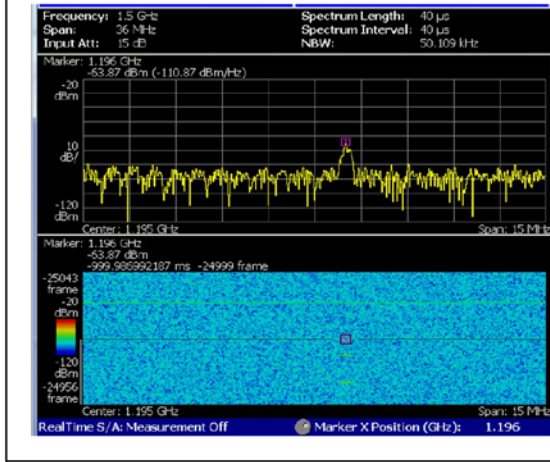 Frequency: 1.5 GHz Spectrum Length: 40 µs
Span: 36 MHz Spectrum Interval: 40 µs
Input Att: 15 dB NBW: 50.109 kHz
Marker: 1.196 GHz
-63.87 dBm (-110.87 dBm/Hz)
-20
dBm
10
dB/
-120
dBm
Center: 1.195 GHz Span: 15 MHz
Marker: 1.196 GHz
-63.87 dBm
-999.985992187 ms -24999 frame
-25043
frame
-20
dBm
-120
dBm
-24956
frame
Center: 1.195 GHz Span: 15 MHz
RealTime S/A: Measurement Off Marker X Position (GHz): 1.196